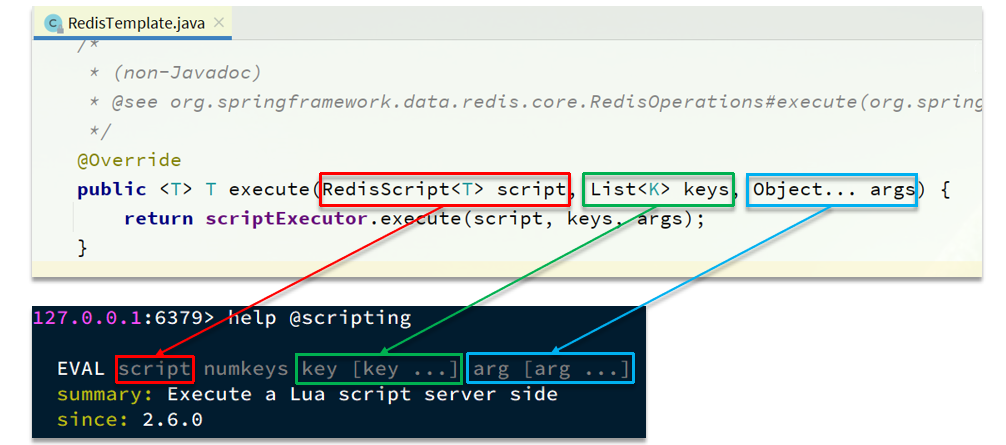 RedisTemplate.java
/*
* (non-Javadoc)
* @see org.springframework.data.redis.core.RedisOperations#execute(org.spring
*/
@Override
public <T> T execute(RedisScript<T> script, List<K> keys, Object... args) {
return scriptExecutor.execute(script, keys, args);
}
127.0.0.1:6379> help @scripting
EVAL script numkeys key [key ...] arg [arg ...]
summary: Execute a Lua script server side
since: 2.6.0